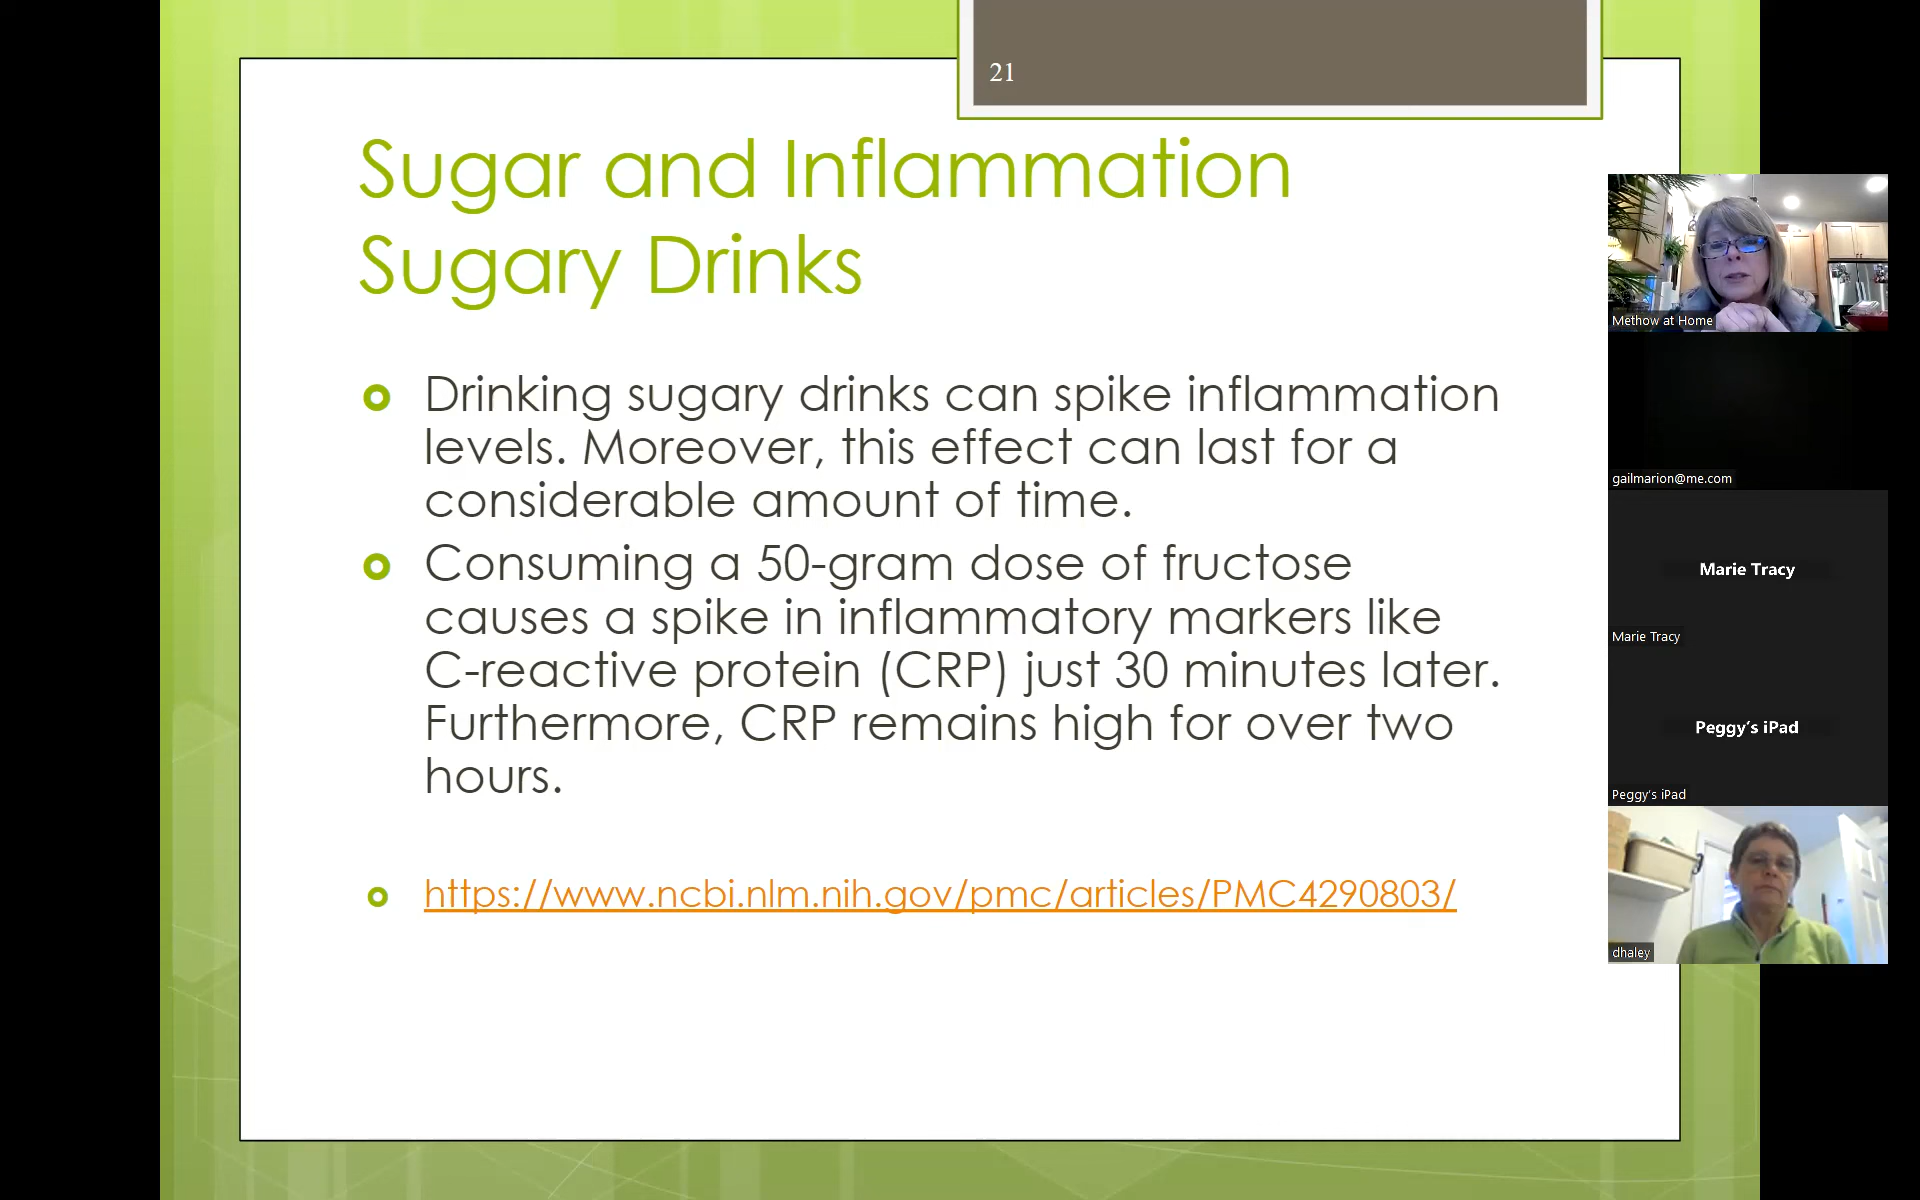 21
Sugar and Inflammation
Sugary Drinks
Drinking sugary drinks can spike inflammation
levels. Moreover, this effect can last for a
considerable amount of time.
Consuming a 50-gram dose of fructose
causes a spike in inflammatory markers like
C-reactive protein (CRP) just 30 minutes later.
Furthermore, CRP remains high for over two
hours.
https://www.ncbi.nlm.nih.gov/pmc/articles/PMC4290803/
Methow at Home
gailmarion@me.com
Marie Tracy
Marie Tracy
Peggy’s iPad
Peggy’s iPad
dhaley